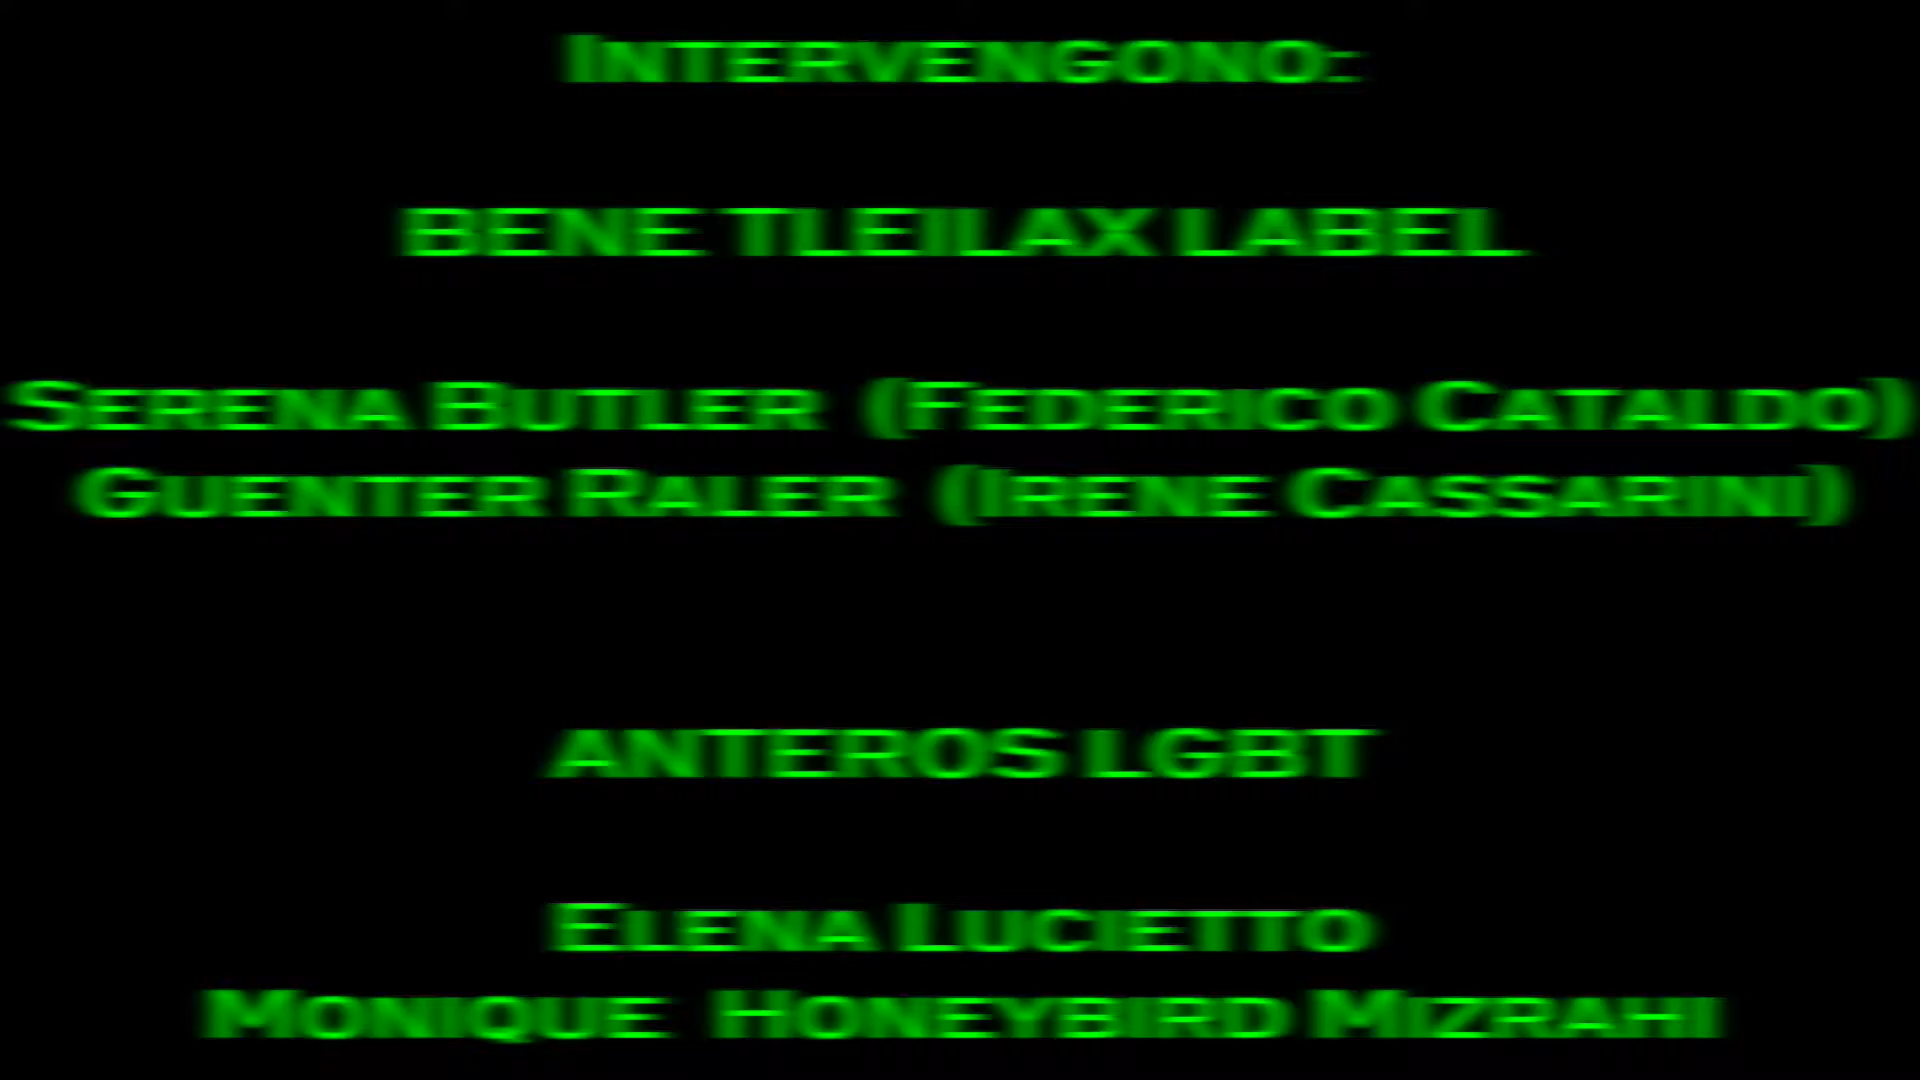 Intervengono:
BENE TLEILAX LABEL
Serena Butler (Federico Cataldo)
Guenter Raler (Irene Cassarini)
ANTEROS LGBT
Elena Lucietto
Monique Honeybird Mizrahi